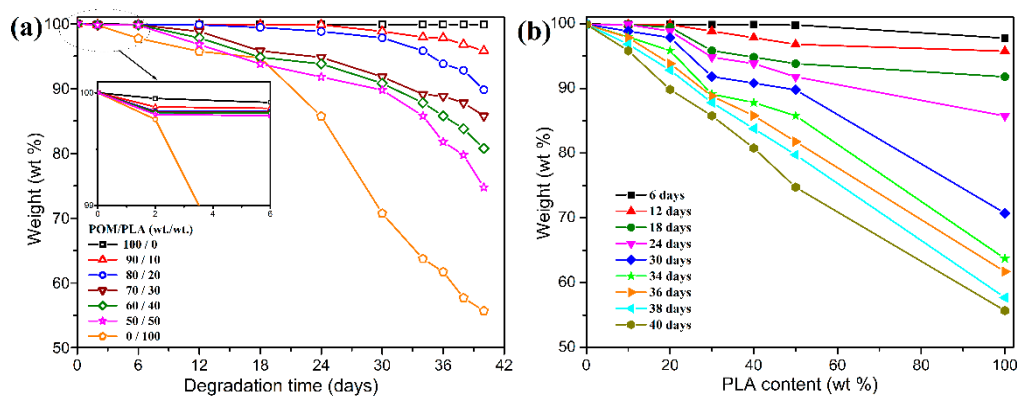 (a)
100
90
80
70
60
50
Weight (wt %)
100
99
0 2 4 6
POM/PLA (wt./wt.)
100 / 0
90 / 10
80 / 20
70 / 30
60 / 40
50 / 50
0 / 100
0 6 12 18 24 30 36 42
Degradation time (days)
(b)
100
90
80
70
60
50
Weight (wt %)
6 days
12 days
18 days
24 days
30 days
34 days
36 days
38 days
40 days
0 20 40 60 80 100
PLA content (wt %)